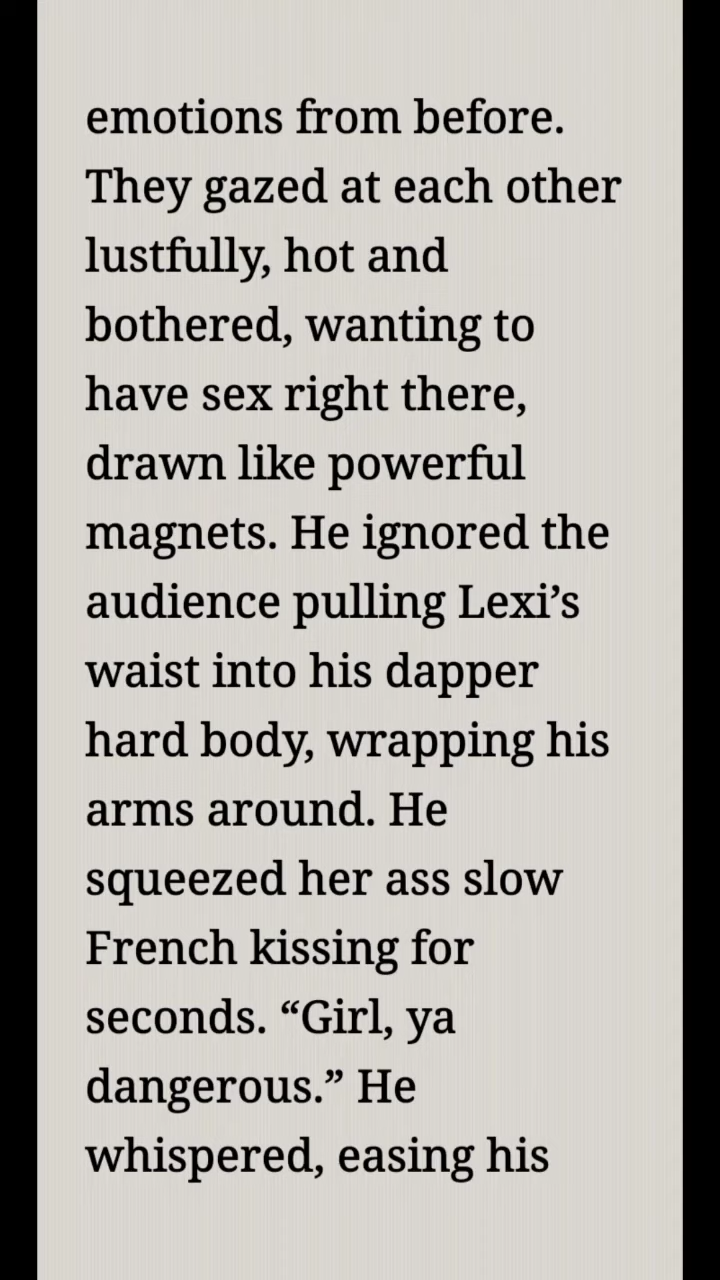 emotions from before.
They gazed at each other
lustfully, hot and
bothered, wanting to
have sex right there,
drawn like powerful
magnets. He ignored the
audience pulling Lexi’s
waist into his dapper
hard body, wrapping his
arms around. He
squeezed her ass slow
French kissing for
seconds. “Girl, ya
dangerous.” He
whispered, easing his